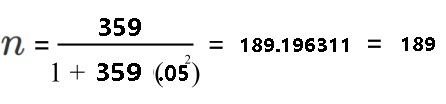 n = 359 / 1 + 359 (.05²) = 189.196311 = 189